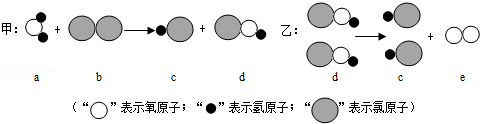 甲: + → + 乙: → +
a b c d d c e
(“ ”表示氧原子；“ ”表示氢原子；“ ”表示氯原子)